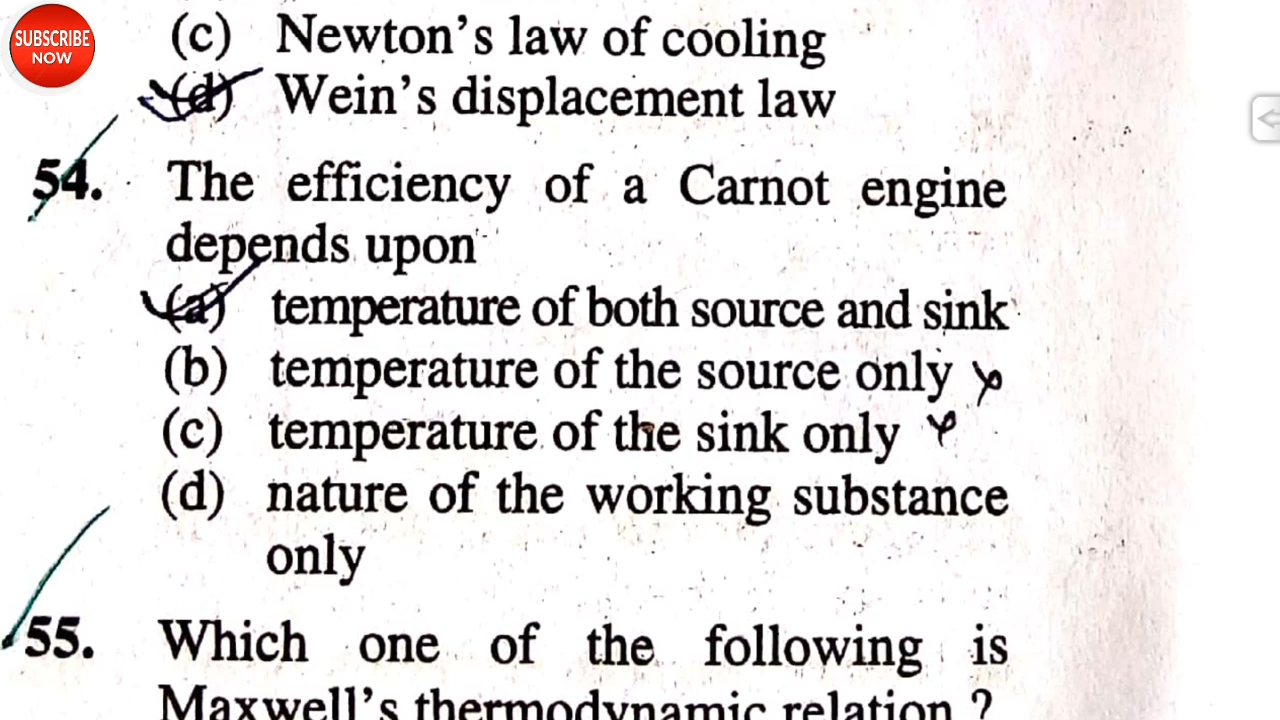 SUBSCRIBE
NOW
(c) Newton's law of cooling
(d) Wein's displacement law
54. The efficiency of a Carnot engine
depends upon
(a) temperature of both source and sink
(b) temperature of the source only
(c) temperature of the sink only
(d) nature of the working substance
only
55. Which one of the following is
Maxwell's thermodynamic relation ?